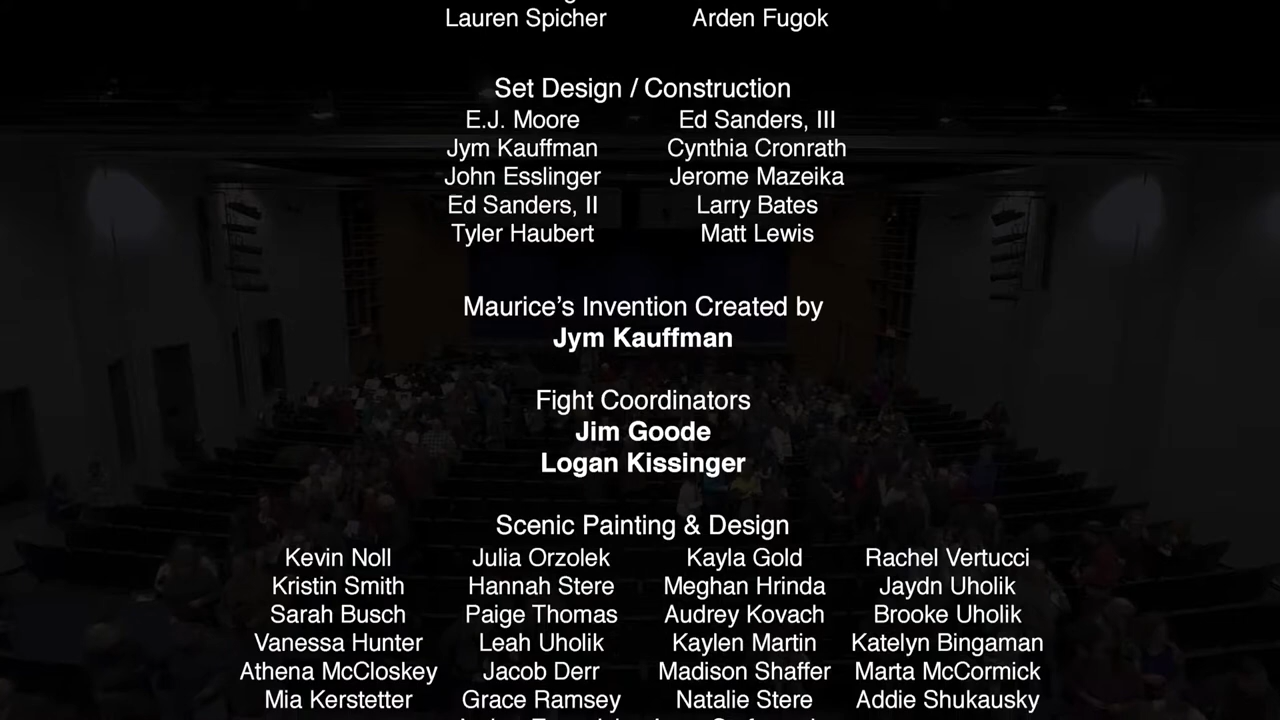 Lauren Spicher Arden Fugok
Set Design / Construction
E.J. Moore Ed Sanders, III
Jym Kauffman Cynthia Cronrath
John Esslinger Jerome Mazeika
Ed Sanders, II Larry Bates
Tyler Haubert Matt Lewis
Maurice’s Invention Created by
Jym Kauffman
Fight Coordinators
Jim Goode
Logan Kissinger
Scenic Painting & Design
Kevin Noll Julia Orzolek Kayla Gold Rachel Vertucci
Kristin Smith Hannah Stere Meghan Hrinda Jaydn Uholik
Sarah Busch Paige Thomas Audrey Kovach Brooke Uholik
Vanessa Hunter Leah Uholik Kaylen Martin Katelyn Bingaman
Athena McCloskey Jacob Derr Madison Shaffer Marta McCormick
Mia Kerstetter Grace Ramsey Natalie Stere Addie Shukausky